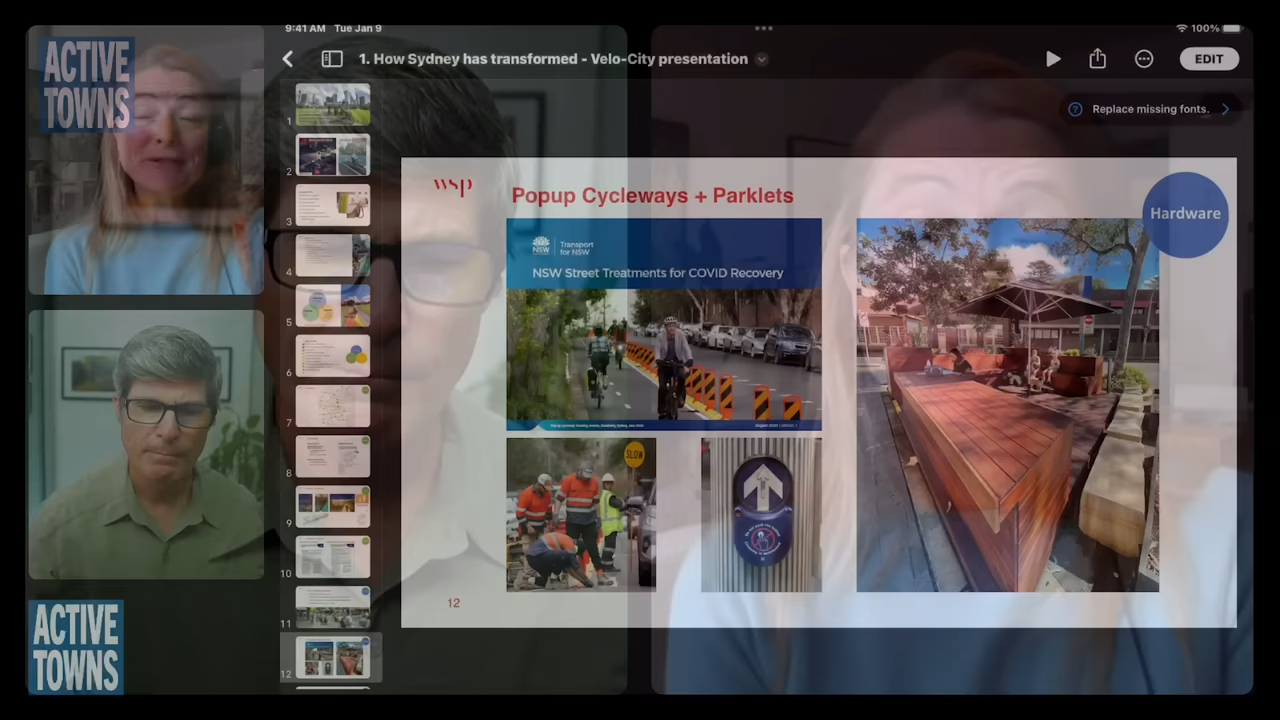 ACTIVE
TOWNS
9:41 AM Tue Jan 9
100%
1. How Sydney has transformed - Velo-City presentation
EDIT
Replace missing fonts.
wsp
Popup Cycleways + Parklets
Hardware
NSW
Transport
for NSW
NSW Street Treatments for COVID Recovery
SLOW
12
1
2
3
4
5
6
7
8
9
10
11
12
ACTIVE
TOWNS